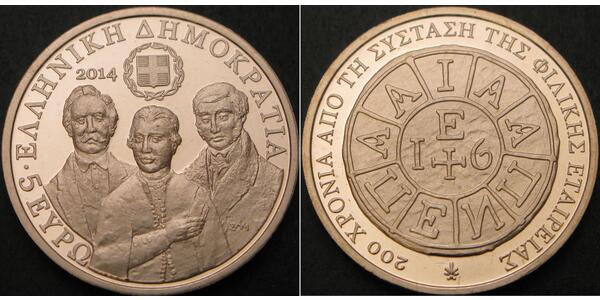 5 ΕΥΡΩ · ΕΛΛΗΝΙΚΗ ΔΗΜΟΚΡΑΤΙΑ
2014
200 ΧΡΟΝΙΑ ΑΠΟ ΤΗ ΣΥΣΤΑΣΗ ΤΗΣ ΦΙΛΙΚΗΣ ΕΤΑΙΡΕΙΑΣ
Ε
Ι 6